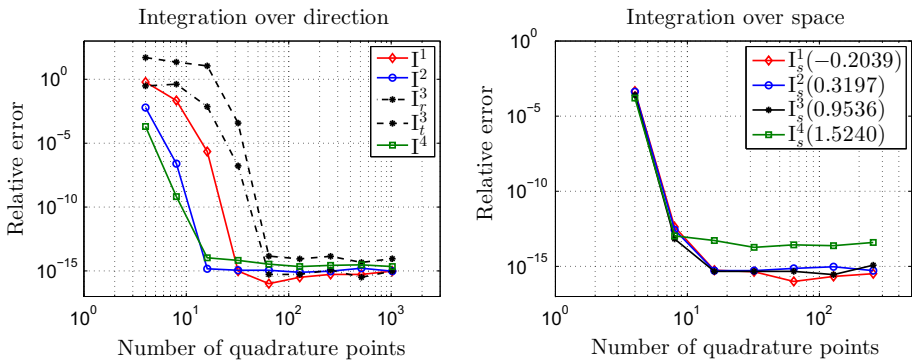 Integration over direction
Relative error
10^0
10^-5
10^-10
10^-15
10^0
10^1
10^2
10^3
Number of quadrature points
I^1
I^2
I_r^3
I_t^3
I^4
Integration over space
Relative error
10^0
10^-5
10^-10
10^-15
10^0
10^1
10^2
Number of quadrature points
I_s^1(−0.2039)
I_s^2(0.3197)
I_s^3(0.9536)
I_s^4(1.5240)